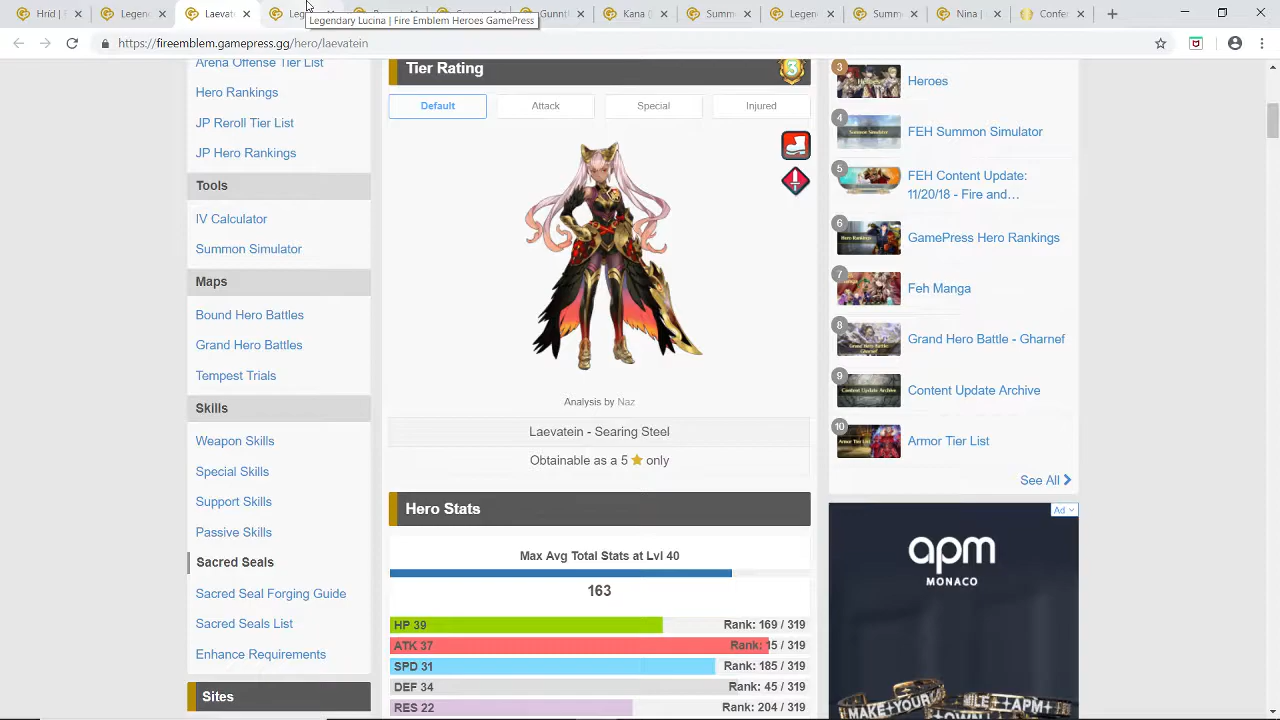 Hrid |
Legen
Summ
Legen
Summ
Ninia
Confe
Legendary Lucina | Fire Emblem Heroes GamePress
https://fireemblem.gg/hero/laevatein
Arena Offense Tier List
Hero Rankings
JP Reroll Tier List
JP Hero Rankings
Tools
IV Calculator
Summon Simulator
Maps
Bound Hero Battles
Grand Hero Battles
Tempest Trials
Skills
Weapon Skills
Special Skills
Support Skills
Passive Skills
Sacred Seals
Sacred Seal Forging Guide
Sacred Seals List
Enhance Requirements
Sites
Tier Rating
3
Default Attack Special Injured
Analysis by Naz
Laevatein - Searing Steel
Obtainable as a 5 only
Hero Stats
Max Avg Total Stats at Lvl 40
163
HP 39 Rank: 169 / 319
ATK 37 Rank: 15 / 319
SPD 31 Rank: 185 / 319
DEF 34 Rank: 45 / 319
RES 22 Rank: 204 / 319
3
Heroes
4
FEH Summon Simulator
5
FEH Content Update:
11/20/18 - Fire and…
6
GamePress Hero Rankings
7
Feh Manga
8
Grand Hero Battle - Gharnef
9
Content Update Archive
10
Armor Tier List
See All
Ad
apm
MONACO
MAKE+YOUR